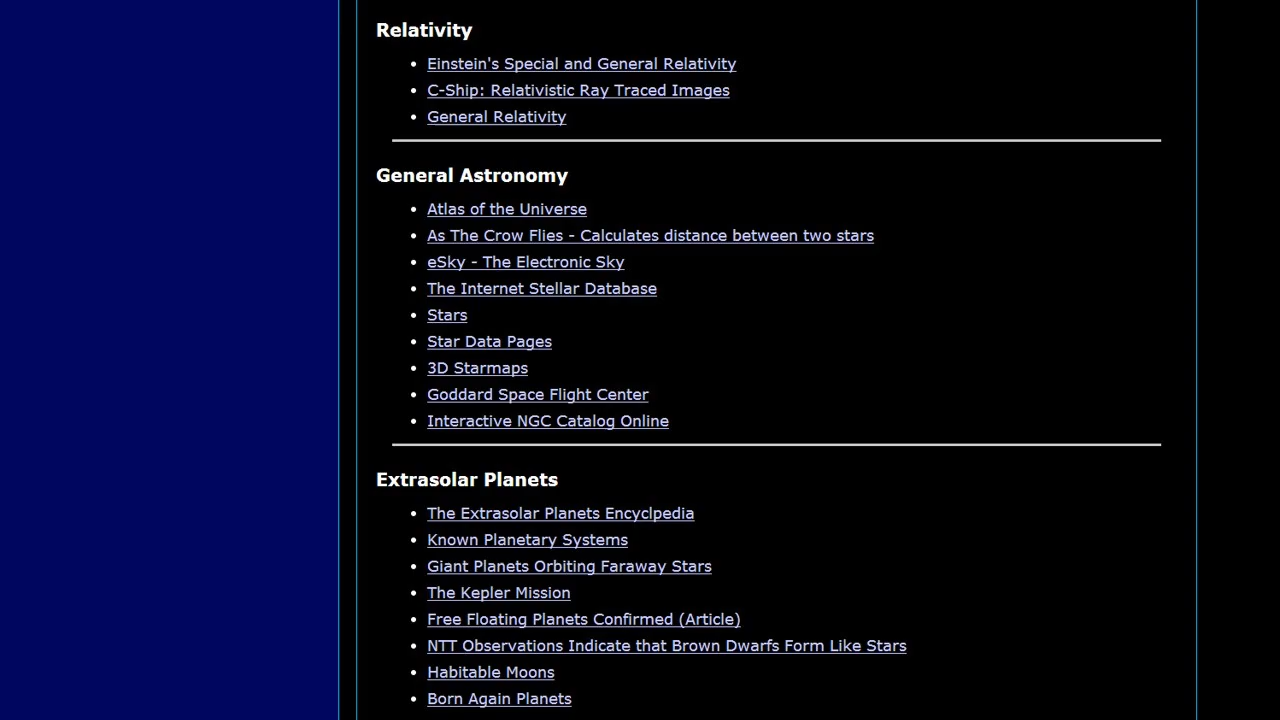 Relativity
Einstein's Special and General Relativity
C-Ship: Relativistic Ray Traced Images
General Relativity
General Astronomy
Atlas of the Universe
As The Crow Flies - Calculates distance between two stars
eSky - The Electronic Sky
The Internet Stellar Database
Stars
Star Data Pages
3D Starmaps
Goddard Space Flight Center
Interactive NGC Catalog Online
Extrasolar Planets
The Extrasolar Planets Encyclpedia
Known Planetary Systems
Giant Planets Orbiting Faraway Stars
The Kepler Mission
Free Floating Planets Confirmed (Article)
NTT Observations Indicate that Brown Dwarfs Form Like Stars
Habitable Moons
Born Again Planets